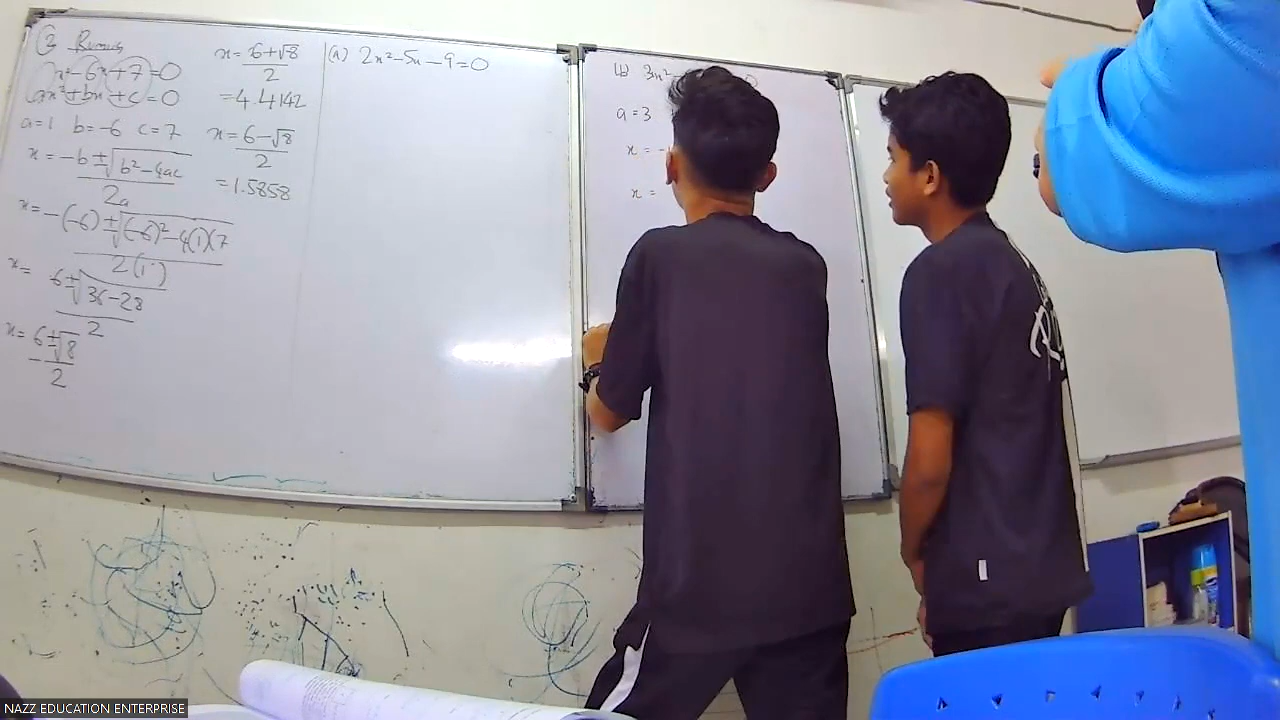 ② Rumus
x²-6x+7=0
ax²+bx+c=0
a=1 b=-6 c=7
x=-b±√b²-4ac
2a
x=-(-6)±√(-6)²-4(1)(7
2(1)
x= 6±√36-28
2
x=6±√8
2
x=6+√8
2
=4.4142
x=6-√8
2
=1.5858
(a) 2x²-5x-9=0
(b) 3x²
a=3
x=-
x=
NAZZ EDUCATION ENTERPRISE